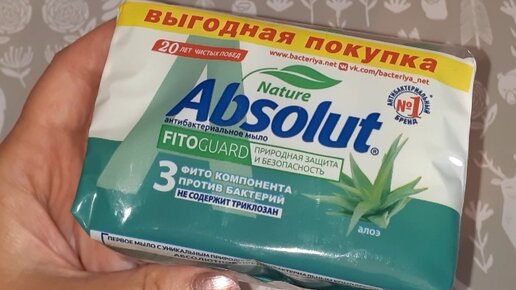 ВЫГОДНАЯ ПОКУПКА
20 ЛЕТ ЧИСТЫХ ПОБЕД
www.bacteriya.net vk.com/bacteriya_net
Nature
Absolut®
АНТИБАКТЕРИАЛЬНЫЙ
№1
БРЕНД
антибактериальное мыло
FITOGUARD
ПРИРОДНАЯ ЗАЩИТА
И БЕЗОПАСНОСТЬ
3 ФИТО КОМПОНЕНТА
ПРОТИВ БАКТЕРИЙ
НЕ СОДЕРЖИТ ТРИКЛОЗАН
алоэ
ПЕРВОЕ МЫЛО С УНИКАЛЬНЫМ ПРИРОДНЫМ